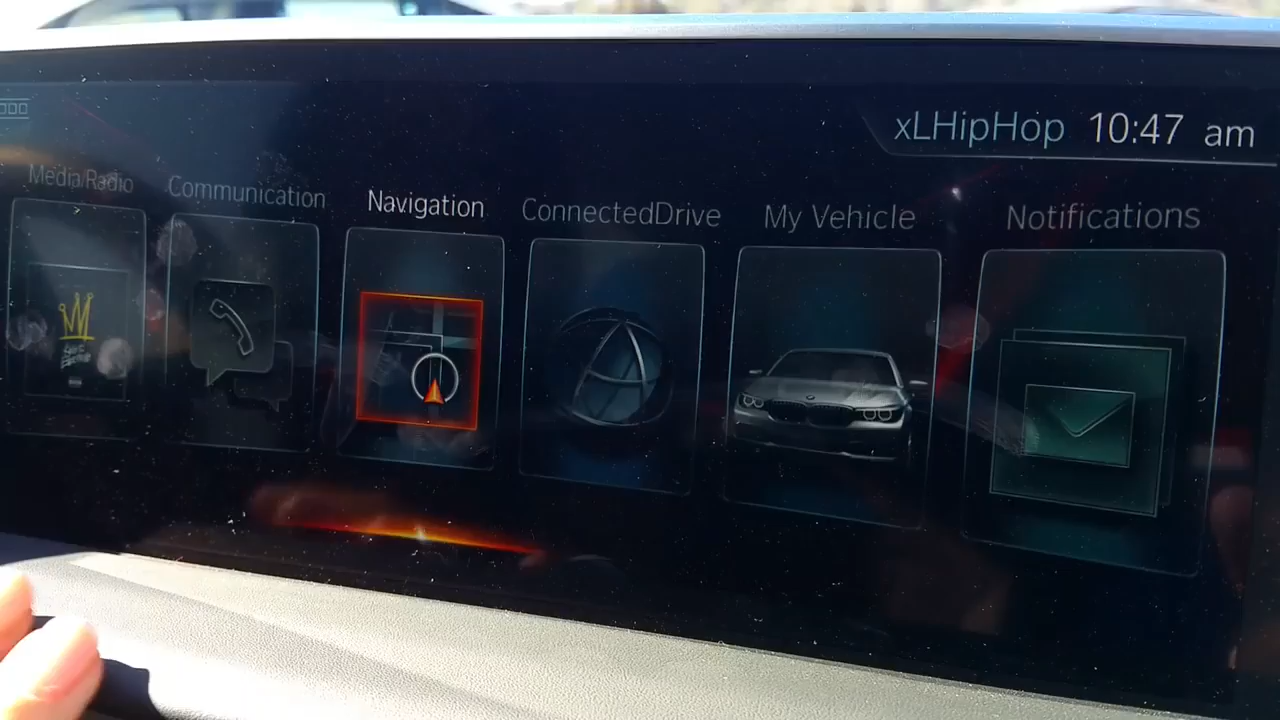 xLHipHop 10:47 am
Media/Radio
Communication
Navigation
ConnectedDrive
My Vehicle
Notifications